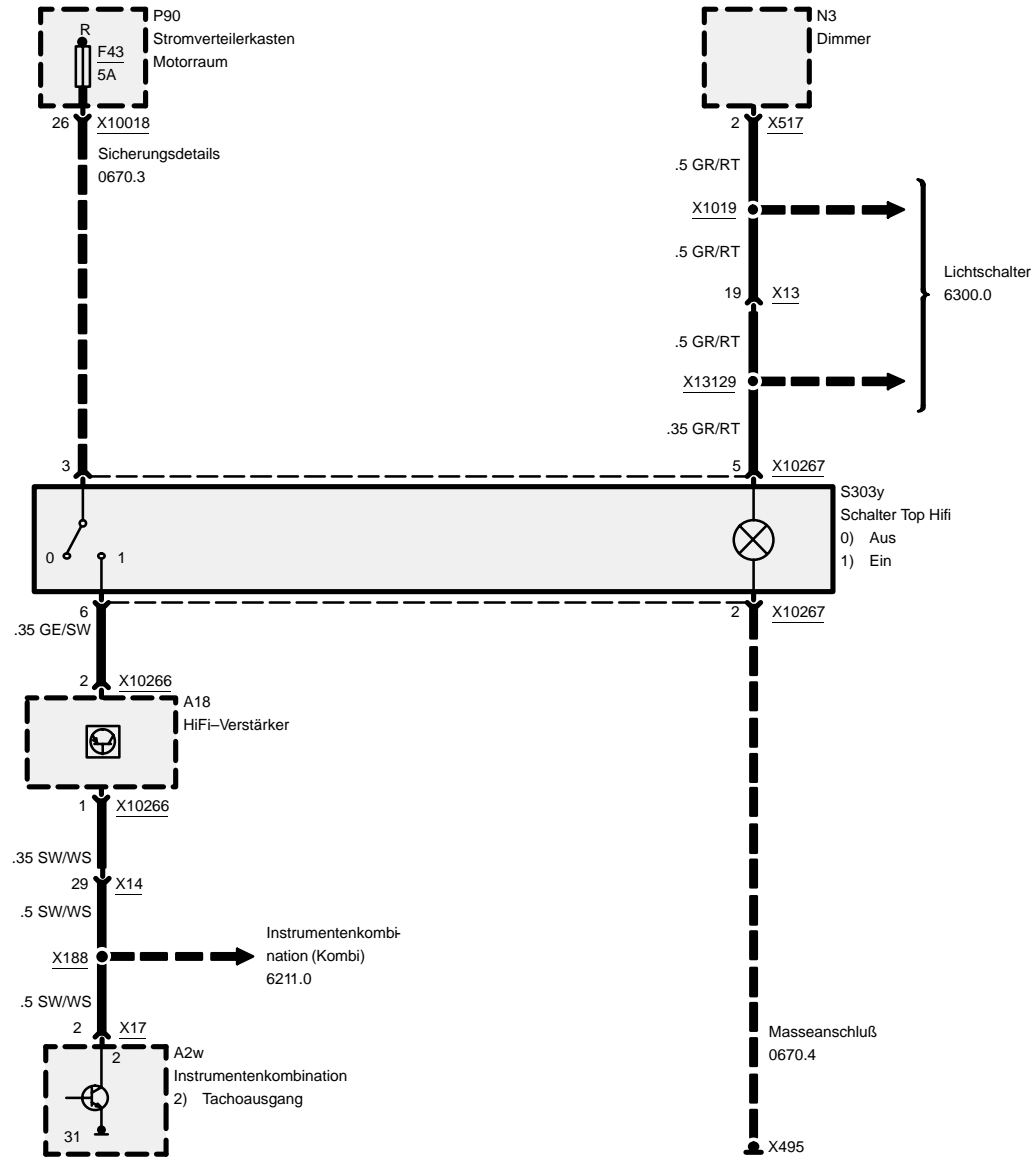 P90
Stromverteilerkasten
Motorraum
R
F43
5A
26 X10018
Sicherungsdetails
0670.3
N3
Dimmer
2 X517
.5 GR/RT
X1019
.5 GR/RT
19 X13
.5 GR/RT
X13129
.35 GR/RT
Lichtschalter
6300.0
3
5 X10267
S303y
Schalter Top Hifi
0) Aus
1) Ein
0
1
6
.35 GE/SW
2 X10267
2 X10266
A18
HiFi–Verstärker
1 X10266
.35 SW/WS
29 X14
.5 SW/WS
X188
Instrumentenkombi-
nation (Kombi)
6211.0
.5 SW/WS
2 X17
2
A2w
Instrumentenkombination
2) Tachoausgang
31
Masseanschluß
0670.4
X495